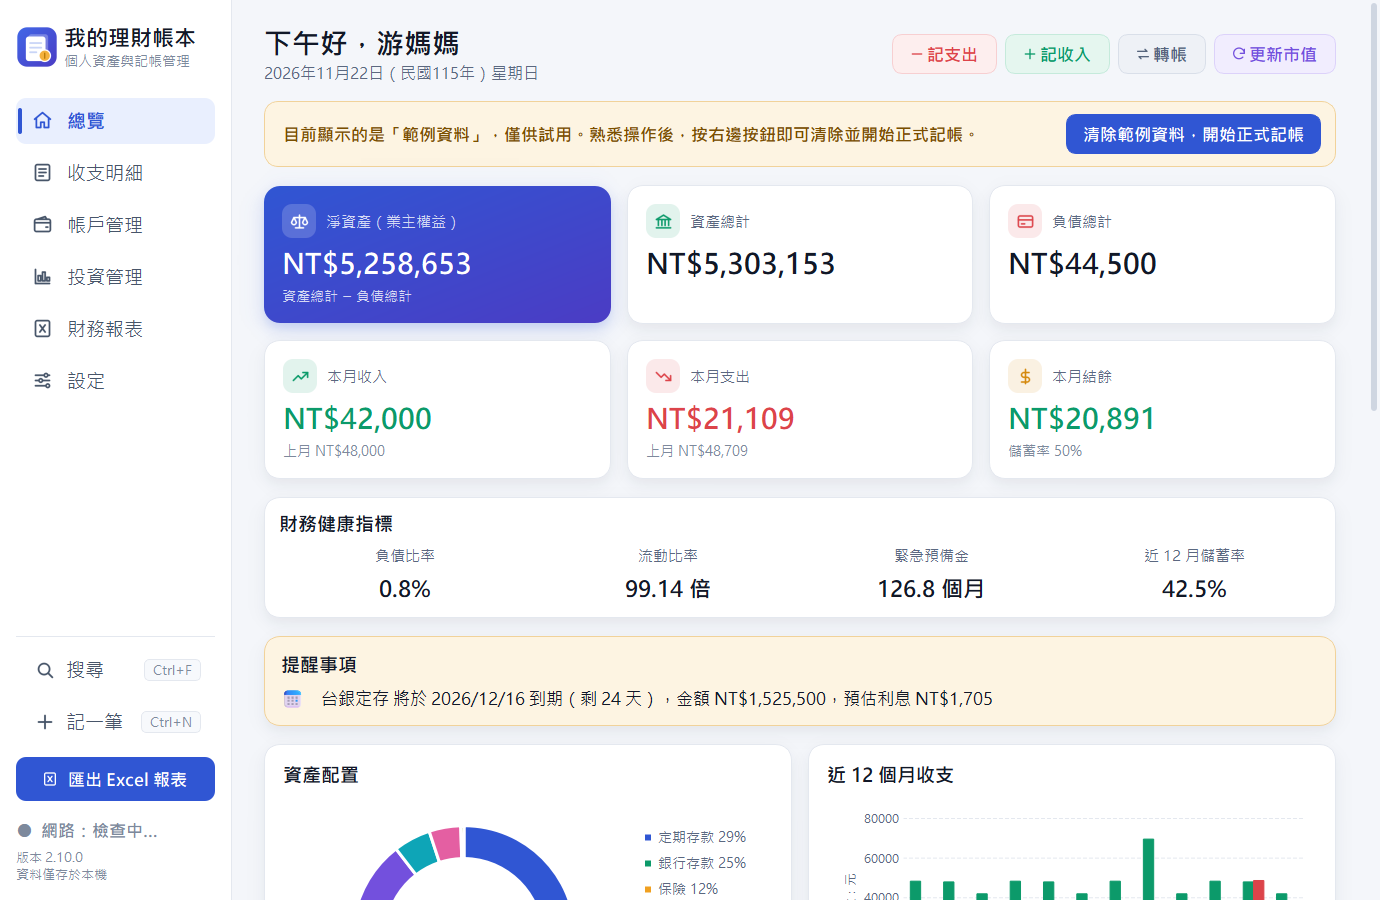 我的理財帳本
個人資產與記帳管理
總覽
收支明細
帳戶管理
投資管理
財務報表
設定
搜尋 Ctrl+F
記一筆 Ctrl+N
匯出 Excel 報表
網路：檢查中...
版本 2.10.0
資料僅存於本機
下午好，游媽媽
2026年11月22日（民國115年）星期日
記支出
記收入
轉帳
更新市值
目前顯示的是「範例資料」，僅供試用。熟悉操作後，按右邊按鈕即可清除並開始正式記帳。
清除範例資料，開始正式記帳
淨資產（業主權益）
NT$5,258,653
資產總計 − 負債總計
資產總計
NT$5,303,153
負債總計
NT$44,500
本月收入
NT$42,000
上月 NT$48,000
本月支出
NT$21,109
上月 NT$48,709
本月結餘
NT$20,891
儲蓄率 50%
財務健康指標
負債比率
0.8%
流動比率
99.14 倍
緊急預備金
126.8 個月
近 12 月儲蓄率
42.5%
提醒事項
台銀定存 將於 2026/12/16 到期（剩 24 天），金額 NT$1,525,500，預估利息 NT$1,705
資產配置
定期存款 29%
銀行存款 25%
保險 12%
近 12 個月收支
80000
60000
40000
：元